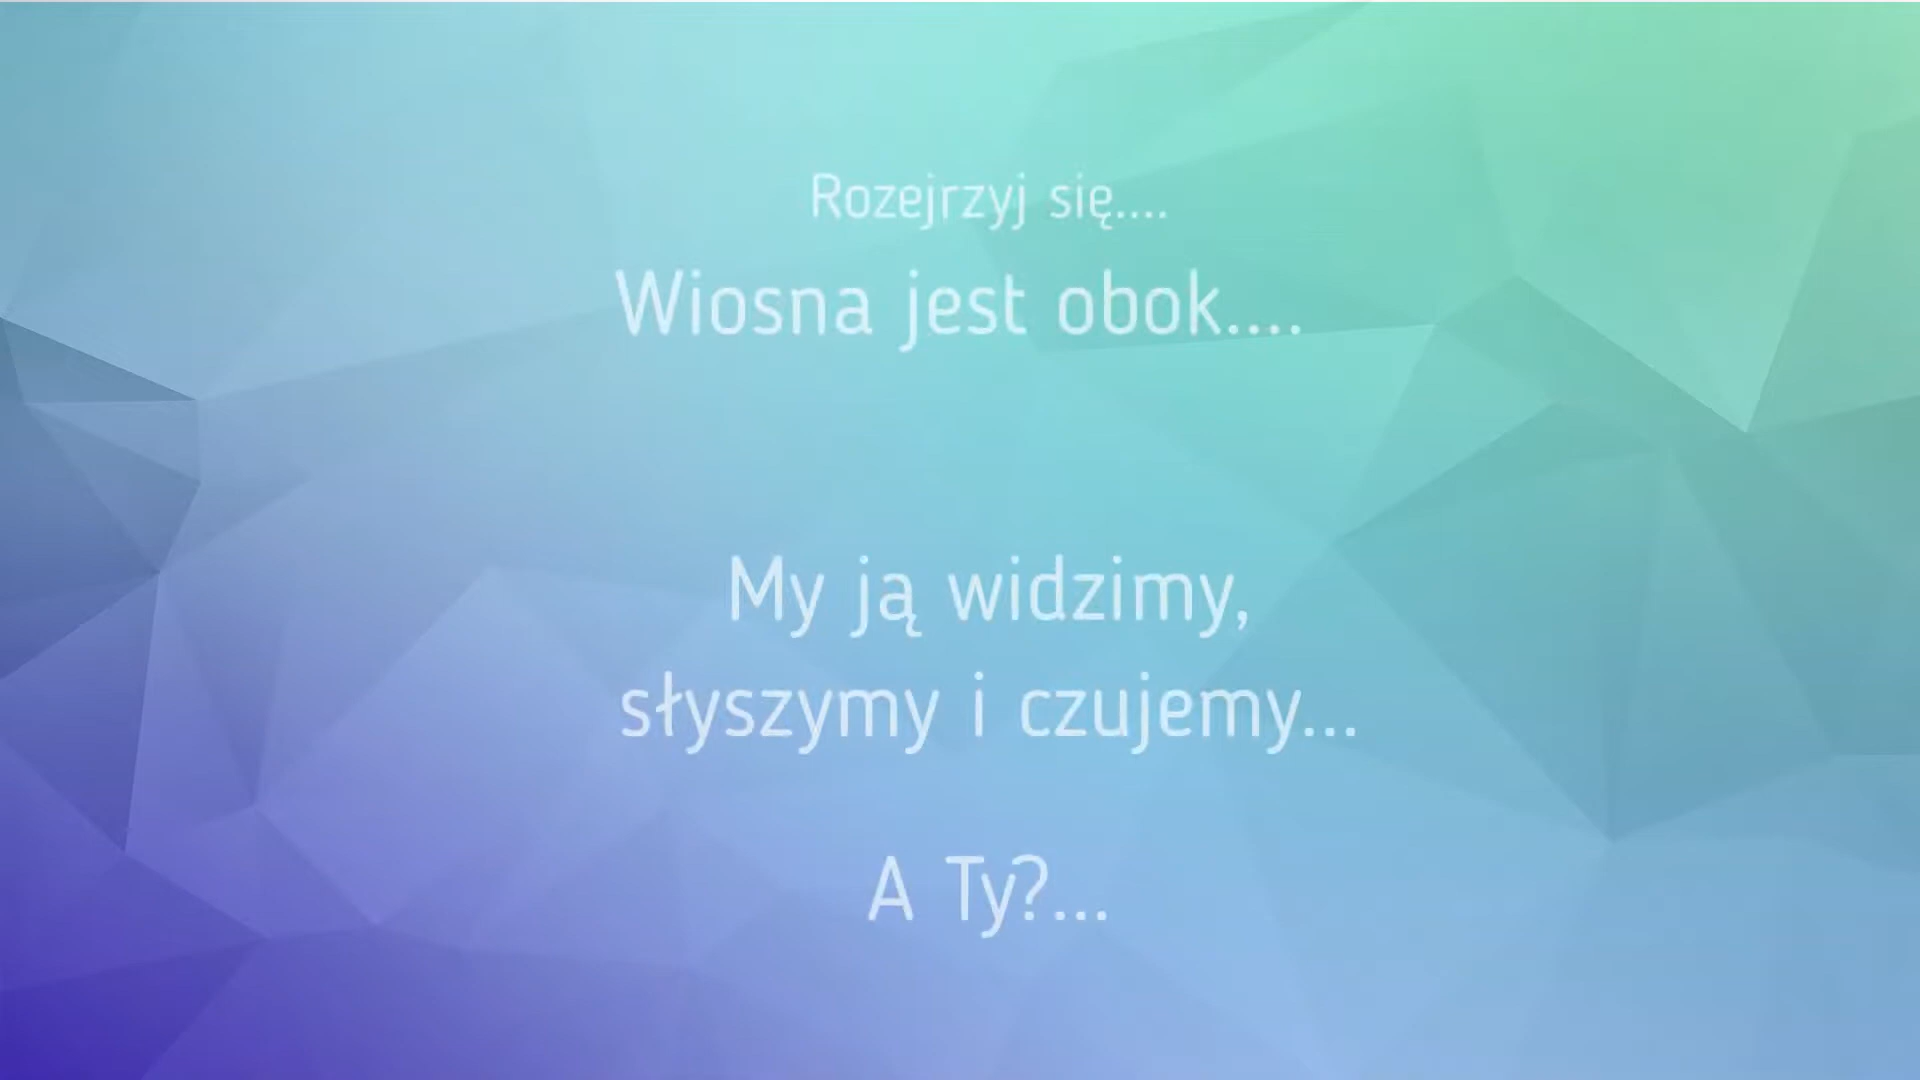 Rozejrzyj się....
Wiosna jest obok....
My ją widzimy,
słyszymy i czujemy...
A Ty?...